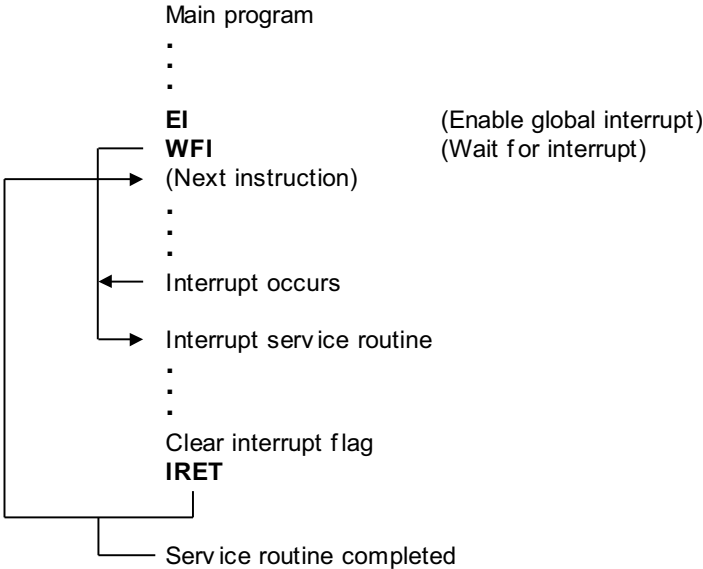 Main program
.
.
.
EI (Enable global interrupt)
WFI (Wait for interrupt)
(Next instruction)
.
.
.
Interrupt occurs
Interrupt service routine
.
.
.
Clear interrupt flag
IRET
Service routine completed